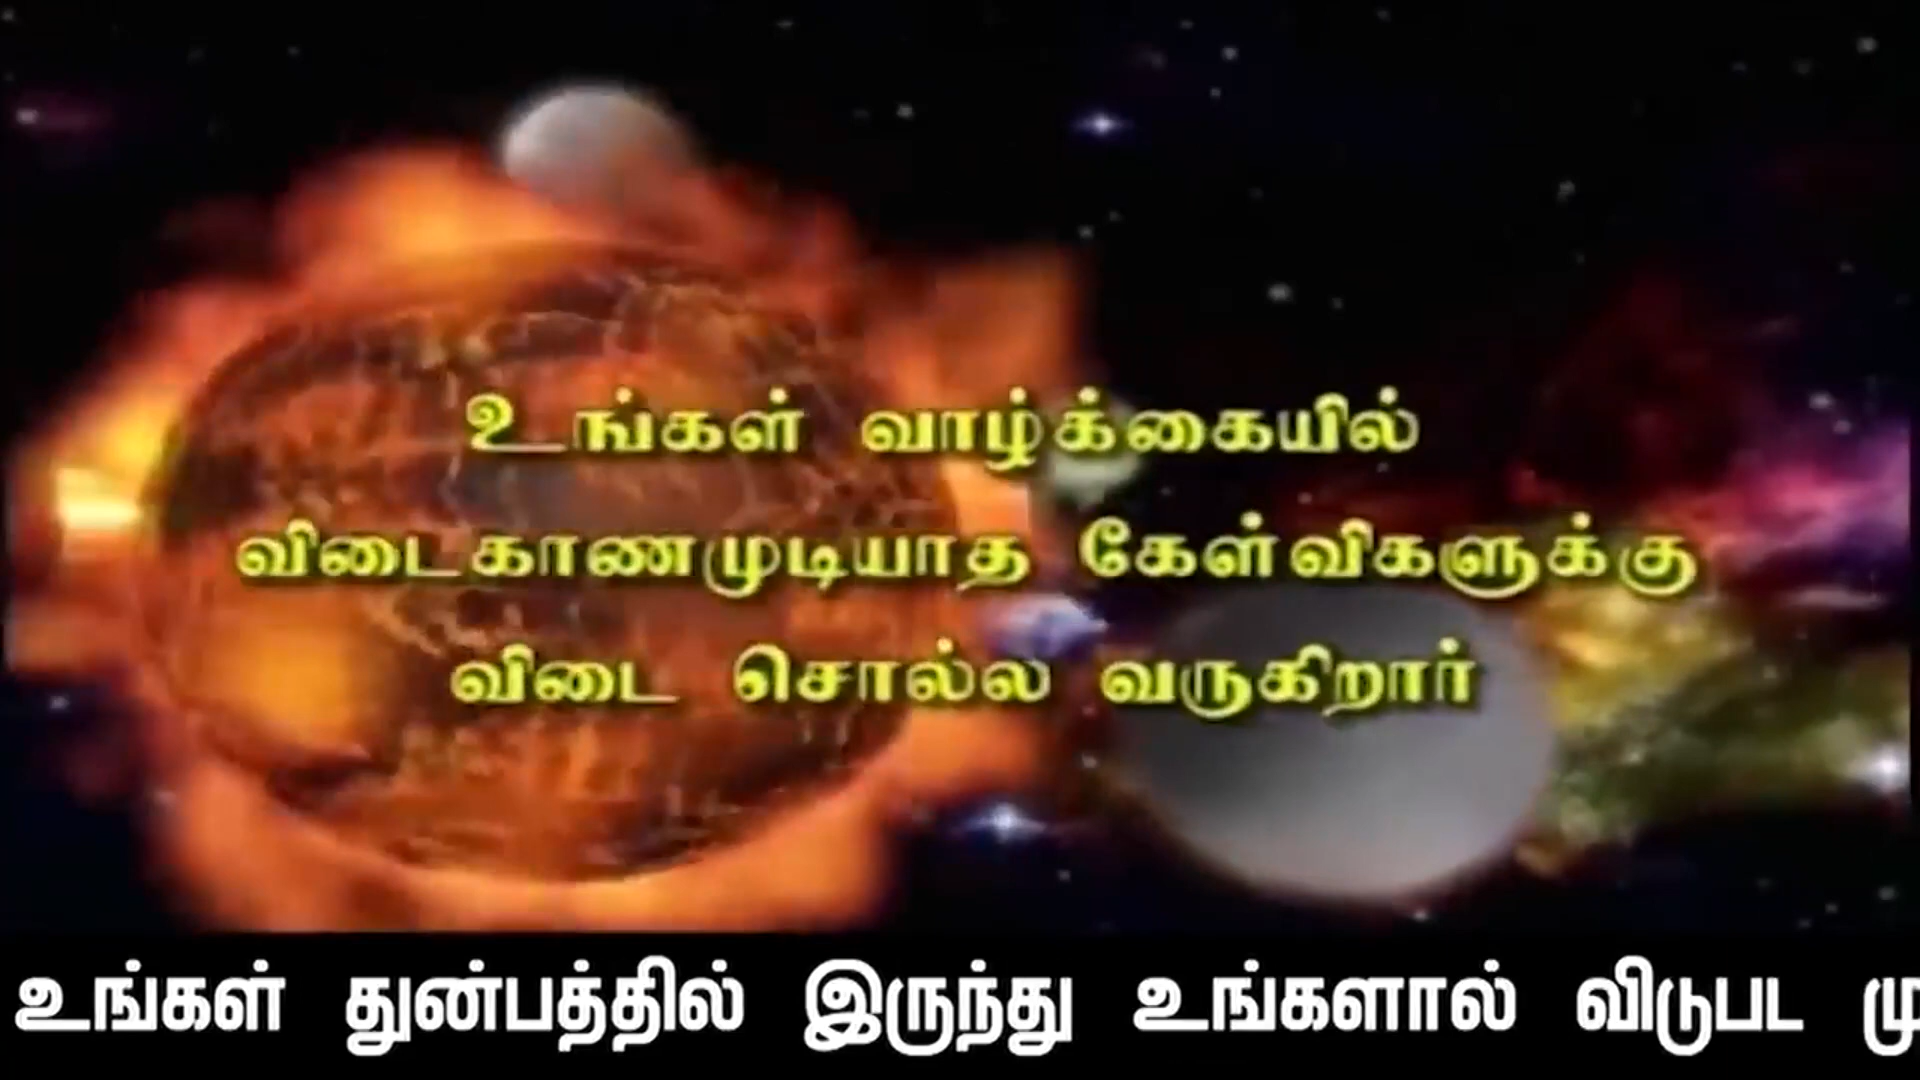 உங்கள் வாழ்க்கையில்
விடைகாணமுடியாத கேள்விகளுக்கு
விடை சொல்ல வருகிறார்
உங்கள் துன்பத்தில் இருந்து உங்களால் விடுபட